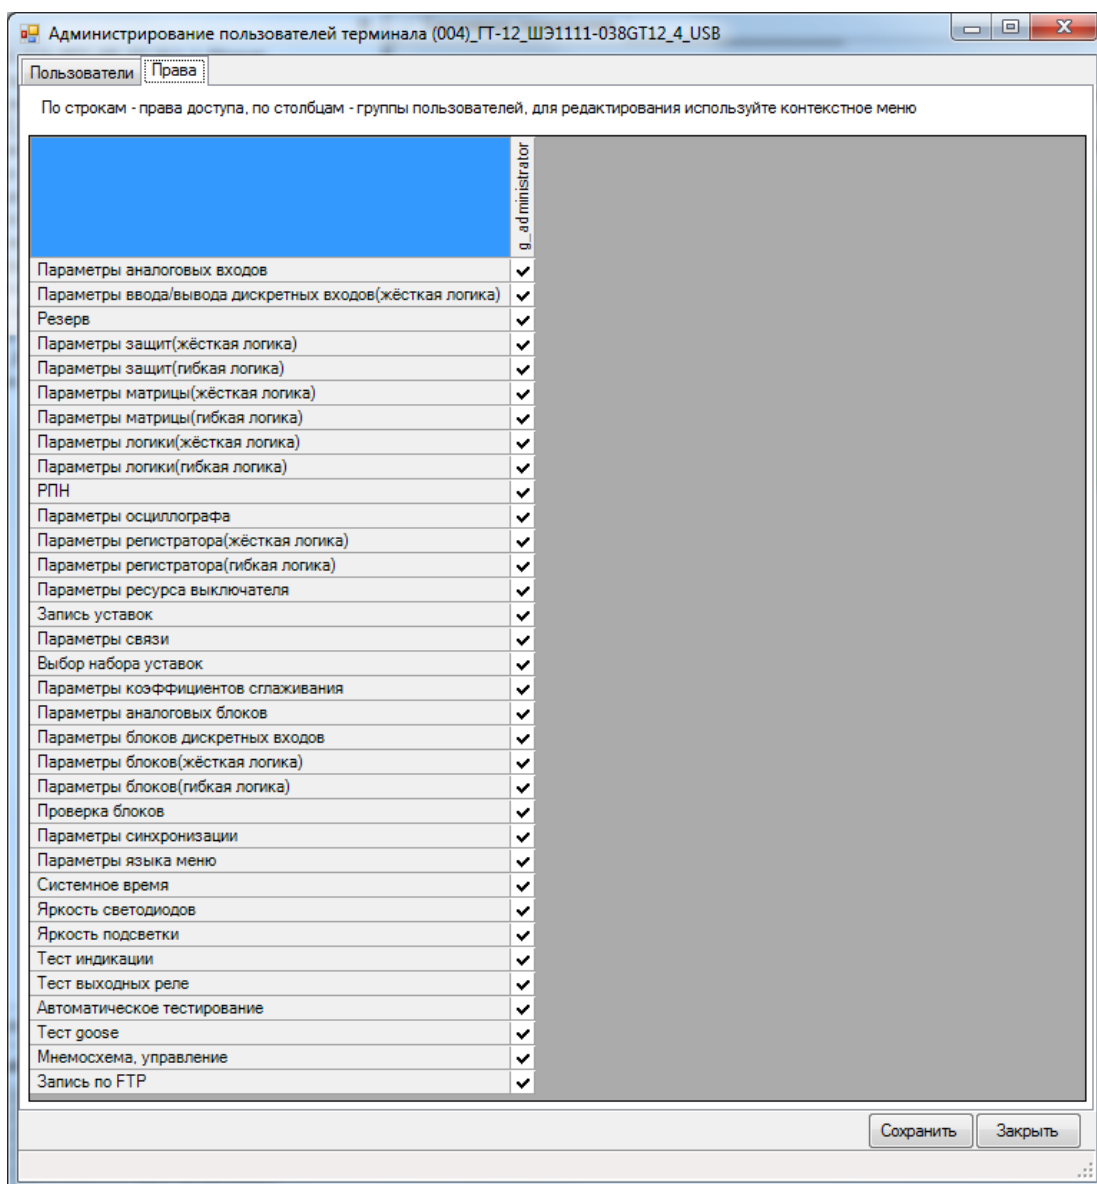 Администрирование пользователей терминала (004)_ГТ-12_ШЭ1111-038GT12_4_USB
Пользователи Права
По строкам - права доступа, по столбцам - группы пользователей, для редактирования используйте контекстное меню
g_administrator
Параметры аналоговых входов
Параметры ввода/вывода дискретных входов(жёсткая логика)
Резерв
Параметры защит(жёсткая логика)
Параметры защит(гибкая логика)
Параметры матрицы(жёсткая логика)
Параметры матрицы(гибкая логика)
Параметры логики(жёсткая логика)
Параметры логики(гибкая логика)
РПН
Параметры осциллографа
Параметры регистратора(жёсткая логика)
Параметры регистратора(гибкая логика)
Параметры ресурса выключателя
Запись уставок
Параметры связи
Выбор набора уставок
Параметры коэффициентов сглаживания
Параметры аналоговых блоков
Параметры блоков дискретных входов
Параметры блоков(жёсткая логика)
Параметры блоков(гибкая логика)
Проверка блоков
Параметры синхронизации
Параметры языка меню
Системное время
Яркость светодиодов
Яркость подсветки
Тест индикации
Тест выходных реле
Автоматическое тестирование
Тест goose
Мнемосхема, управление
Запись по FTP
Сохранить Закрыть